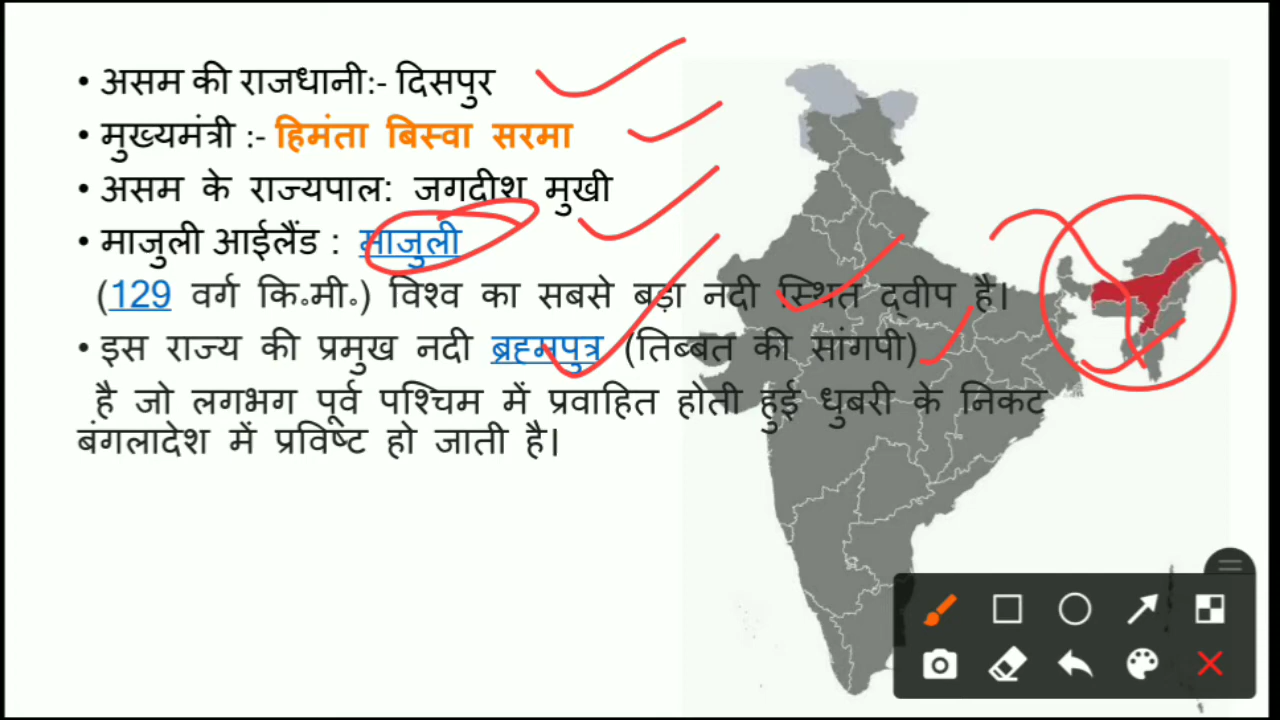 • असम की राजधानी:- दिसपुर
• मुख्यमंत्री :- हिमंता बिस्वा सरमा
• असम के राज्यपाल: जगदीश मुखी
• माजुली आईलैंड : माजुली
(129 वर्ग कि॰मी॰) विश्व का सबसे बड़ा नदी स्थित द्वीप है।
• इस राज्य की प्रमुख नदी ब्रह्मपुत्र (तिब्बत की सांगपी)
है जो लगभग पूर्व पश्चिम में प्रवाहित होती हुई धुबरी के निकट
बंगलादेश में प्रविष्ट हो जाती है।